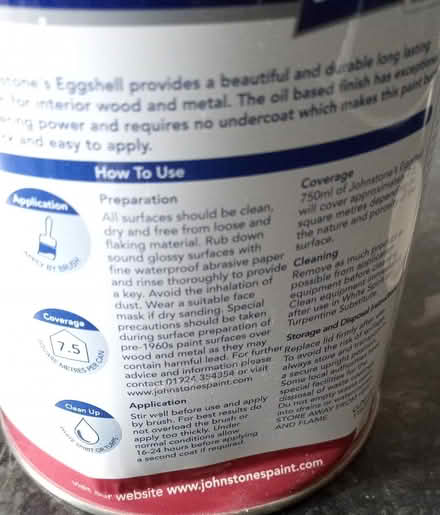 stone's Eggshell provides a beautiful and durable long lasting
for interior wood and metal. The oil based finish has exceptional
power and requires no undercoat which makes this paint
and easy to apply.
How To Use
Application
APPLY BY BRUSH
Coverage
7.5
SQUARE METRES PER CAN
Clean Up
Preparation
All surfaces should be clean,
dry and free from loose and
flaking material. Rub down
sound glossy surfaces with
fine waterproof abrasive paper
and rinse thoroughly to provide
a key. Avoid the inhalation of
dust. Wear a suitable face
mask if dry sanding. Special
precautions should be taken
during surface preparation of
pre-1960s paint surfaces over
wood and metal as they may
contain harmful lead. For further
advice and information please
contact 01924 354354 or visit
www.johnstonespaint.com
Application
Stir well before use and apply
by brush. For best results do
not overload the brush or
apply too thickly. Under
normal conditions allow
16-24 hours before applying
a second coat if required.
Coverage
750ml of Johnstone's
will cover approximately
square metres
the nature and
surface.
Cleaning
Remove as much
possible from
equipment before
Clean equipment
after use in White
Turpentine Substitute
Storage and Disposal
Replace lid firmly after
To avoid the risk of
always store and
a secure upright
Some local
special facilities for the
disposal of waste
Do not empty
into drains or
STORE AWAY FROM
AND FLAME
visit our website www.johnstonespaint.com